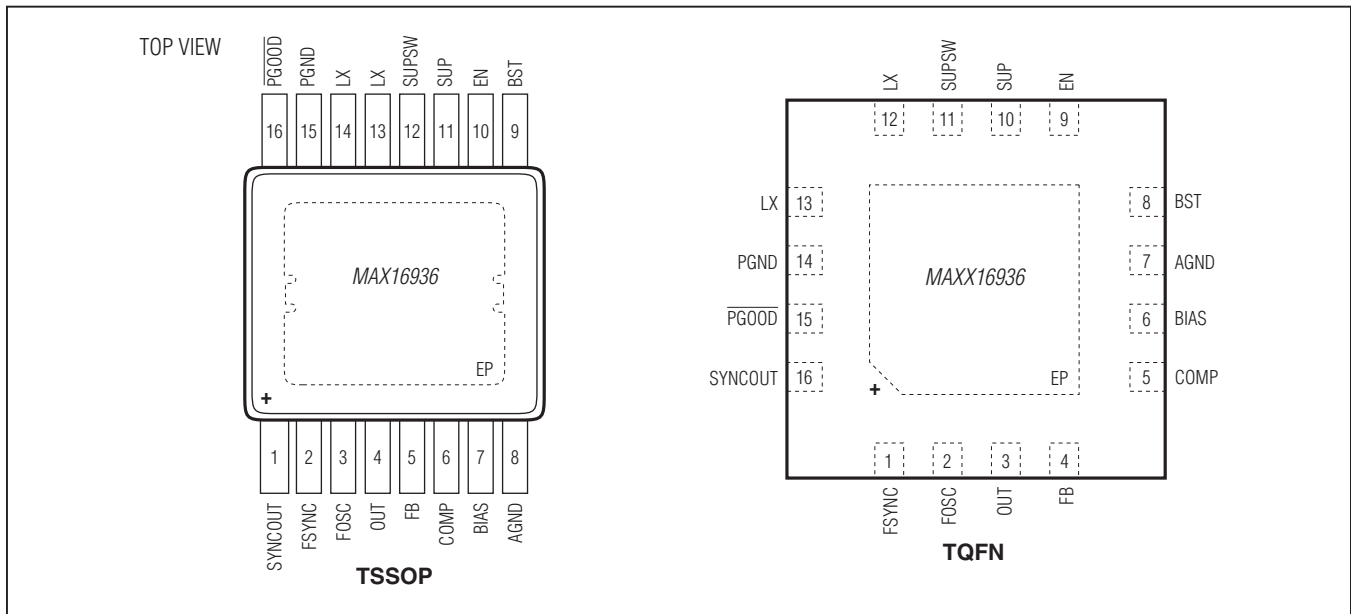 TOP VIEW
PGOOD
PGND
LX
LX
SUPSW
SUP
EN
BST
16
15
14
13
12
11
10
9
MAX16936
EP
+
1
2
3
4
5
6
7
8
SYNCOUT
FSYNC
FOSC
OUT
FB
COMP
BIAS
AGND
TSSOP
LX
SUPSW
SUP
EN
12
11
10
9
LX 13
8 BST
PGND 14
7 AGND
MAXX16936
PGOOD 15
6 BIAS
SYNCOUT 16
5 COMP
EP
+
1
2
3
4
FSYNC
FOSC
OUT
FB
TQFN